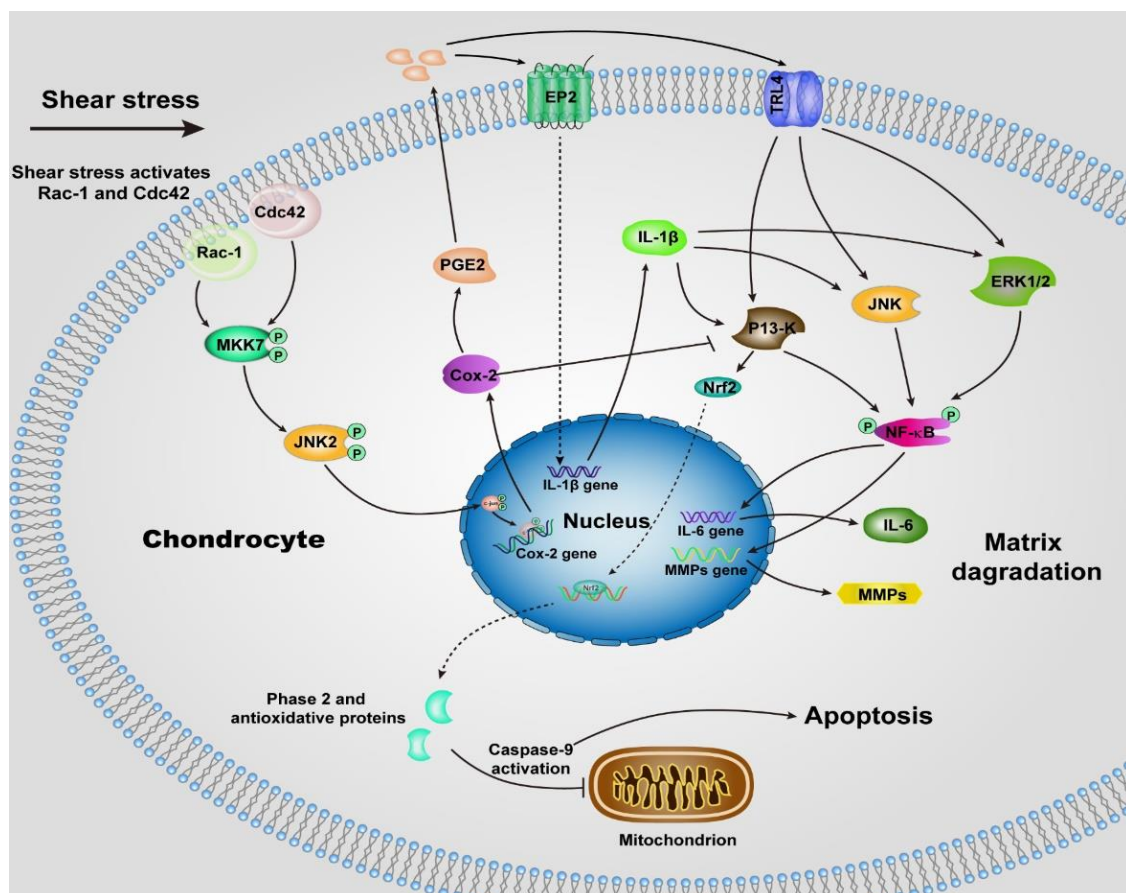 Shear stress
Shear stress activates
Rac-1 and Cdc42
EP2
TRL4
Cdc42
Rac-1
IL-1β
PGE2
ERK1/2
JNK
P13-K
MKK7
P
P
Cox-2
Nrf2
P
P
NF-κB
JNK2
P
P
IL-1β gene
P
P
P
Nucleus
Cox-2 gene
IL-6 gene
IL-6
MMPs gene
Chondrocyte
Matrix
dagradation
Nrf2
MMPs
Phase 2 and
antioxidative proteins
Apoptosis
Caspase-9
activation
Mitochondrion